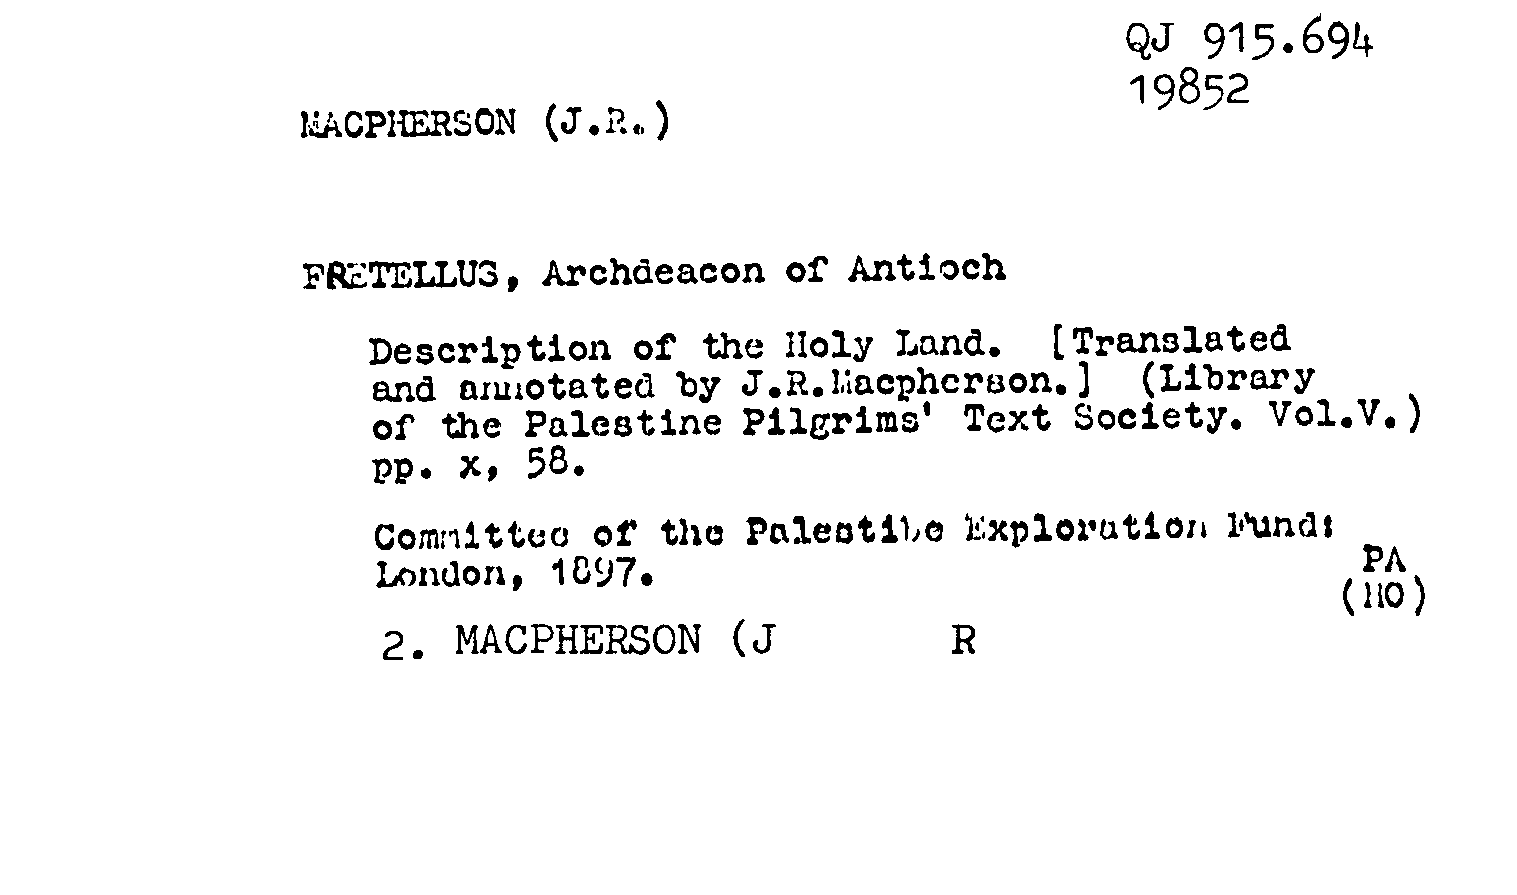 QJ 915.694
19852
MACPHERSON (J.R.)
FRETELLUS, Archdeacon of Antioch
Description of the Holy Land. [Translated
and annotated by J.R.Macpherson.] (Library
of the Palestine Pilgrims' Text Society. Vol.V.)
pp. x, 58.
Committee of the Palestine Exploration Fund:
London, 1897.
PA
(HO)
2. MACPHERSON (J R